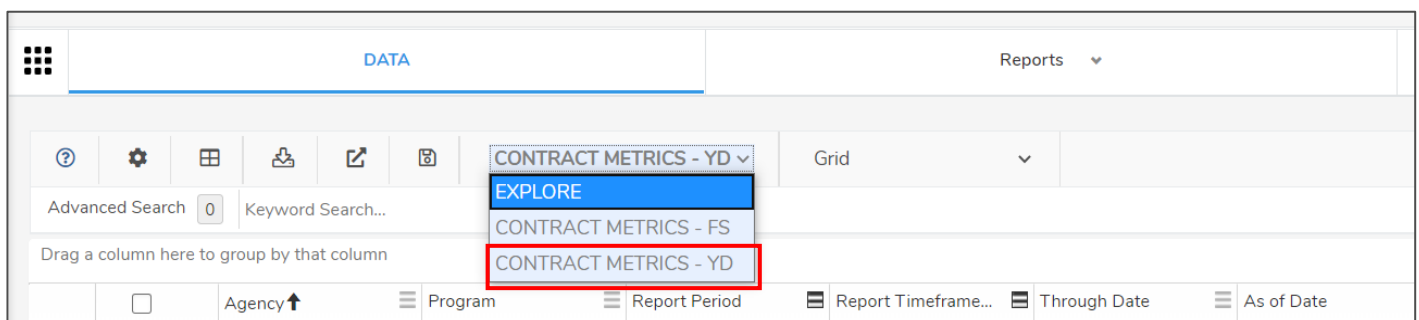 DATA
Reports
CONTRACT METRICS - YD
Grid
EXPLORE
CONTRACT METRICS - FS
CONTRACT METRICS - YD
Advanced Search 0 Keyword Search...
Drag a column here to group by that column
Agency Program Report Period Report Timeframe... Through Date As of Date